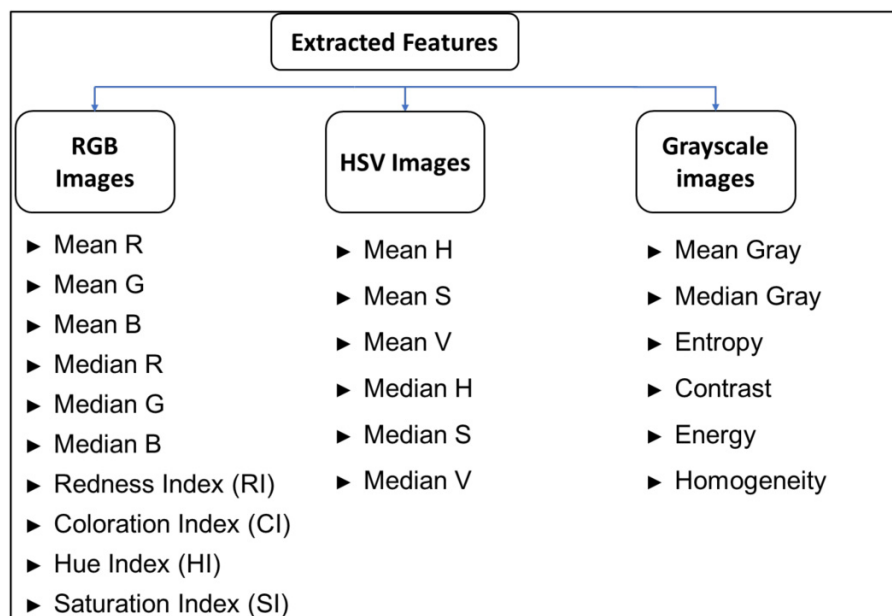 Extracted Features
RGB
Images
► Mean R
► Mean G
► Mean B
► Median R
► Median G
► Median B
► Redness Index (RI)
► Coloration Index (CI)
► Hue Index (HI)
► Saturation Index (SI)
HSV Images
► Mean H
► Mean S
► Mean V
► Median H
► Median S
► Median V
Grayscale
images
► Mean Gray
► Median Gray
► Entropy
► Contrast
► Energy
► Homogeneity